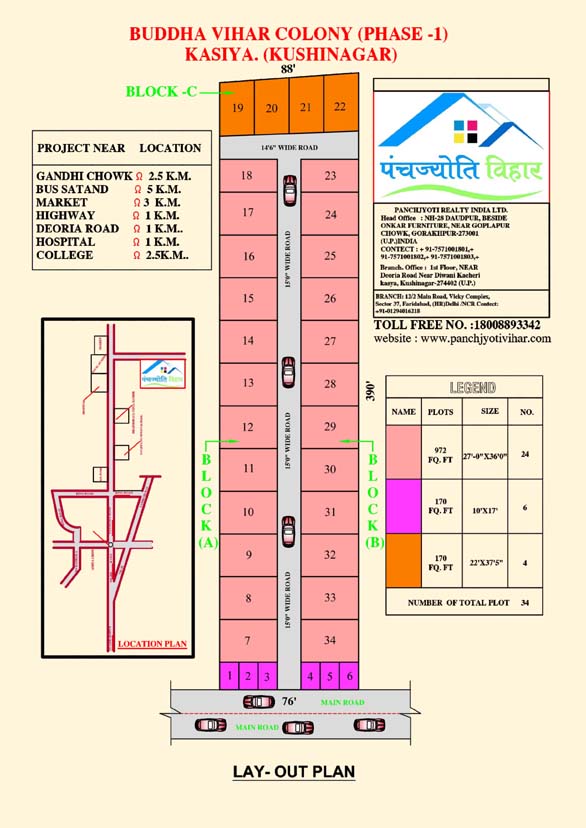 BUDDHA VIHAR COLONY (PHASE -1)
KASIYA. (KUSHINAGAR)
88'
BLOCK -C
19 20 21 22
14'6" WIDE ROAD
PROJECT NEAR LOCATION
GANDHI CHOWK Ω 2.5 K.M.
BUS SATAND Ω 5 K.M.
MARKET Ω 3 K.M.
HIGHWAY Ω 1 K.M.
DEORIA ROAD Ω 1 K.M..
HOSPITAL Ω 1 K.M.
COLLEGE Ω 2.5K.M..
पंचज्योति विहार
PANCHJYOTI REALTY INDIA LTD.
Head Office : NH-28 DAUDPUR, BESIDE
ONKAR FURNITURE, NEAR GOPLAPUR
CHOWK, GORAKHPUR-273001
(U.P.)INDIA
CONTECT : + 91-7571001801,+
91-7571001802,+ 91-7571001803,+
Branch. Office : 1st Floor, NEAR
Deoria Road Near Diwani Kacheri
kasya, Kushinagar-274402 (U.P.)
BRANCH: 12/2 Main Road, Vicky Complex,
Sector 37, Faridabad, (HR)Delhi /NCR Contect:
+91-01294016218
TOLL FREE NO. :18008893342
website : www.panchjyotivihar.com
18 23
17 24
16 25
15 26
14 27
13 28
12 29
11 30
10 31
9 32
8 33
7 34
1 2 3 4 5 6
15'0" WIDE ROAD
15'0" WIDE ROAD
15'0" WIDE ROAD
390'
BLOCK (A)
BLOCK (B)
पंचज्योति विहार
LOCATION PLAN
LEGEND
NAME PLOTS SIZE NO.
972 FQ. FT 27'-0"X36'0" 24
170 FQ. FT 10'X17' 6
170 FQ. FT 22'X37'5" 4
NUMBER OF TOTAL PLOT 34
76' MAIN ROAD
MAIN ROAD
LAY- OUT PLAN